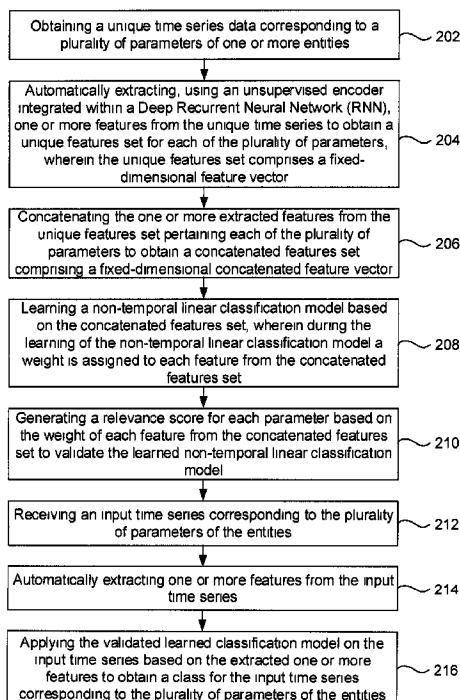 Obtaining a unique time series data corresponding to a
plurality of parameters of one or more entities
202
Automatically extracting, using an unsupervised encoder
integrated within a Deep Recurrent Neural Network (RNN),
one or more features from the unique time series to obtain a
unique features set for each of the plurality of parameters,
wherein the unique features set comprises a fixed-
dimensional feature vector
204
Concatenating the one or more extracted features from the
unique features set pertaining each of the plurality of
parameters to obtain a concatenated features set
comprising a fixed-dimensional concatenated feature vector
206
Learning a non-temporal linear classification model based
on the concatenated features set, wherein during the
learning of the non-temporal linear classification model a
weight is assigned to each feature from the concatenated
features set
208
Generating a relevance score for each parameter based on
the weight of each feature from the concatenated features
set to validate the learned non-temporal linear classification
model
210
Receiving an input time series corresponding to the plurality
of parameters of the entities
212
Automatically extracting one or more features from the input
time series
214
Applying the validated learned classification model on the
input time series based on the extracted one or more
features to obtain a class for the input time series
corresponding to the plurality of parameters of the entities
216